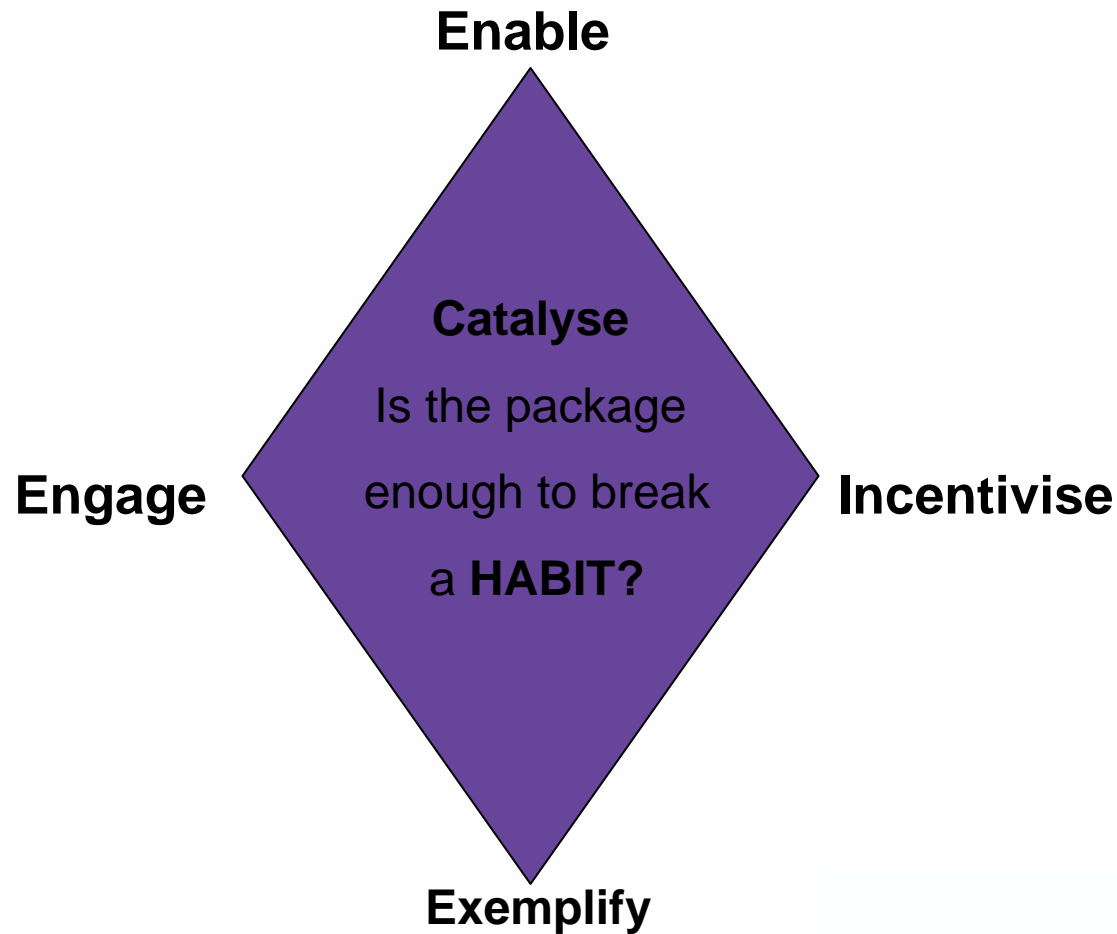 Enable
Catalyse
Is the package
enough to break
a HABIT?
Engage
Incentivise
Exemplify